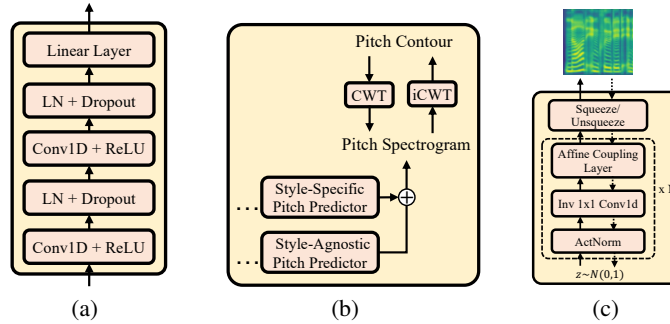 Linear Layer
LN + Dropout
Conv1D + ReLU
LN + Dropout
Conv1D + ReLU
(a)
Pitch Contour
CWT
iCWT
Pitch Spectrogram
...
Style-Specific
Pitch Predictor
...
Style-Agnostic
Pitch Predictor
(b)
Squeeze/
Unsqueeze
Affine Coupling
Layer
Inv 1x1 Conv1d
ActNorm
x
z~N(0,1)
(c)